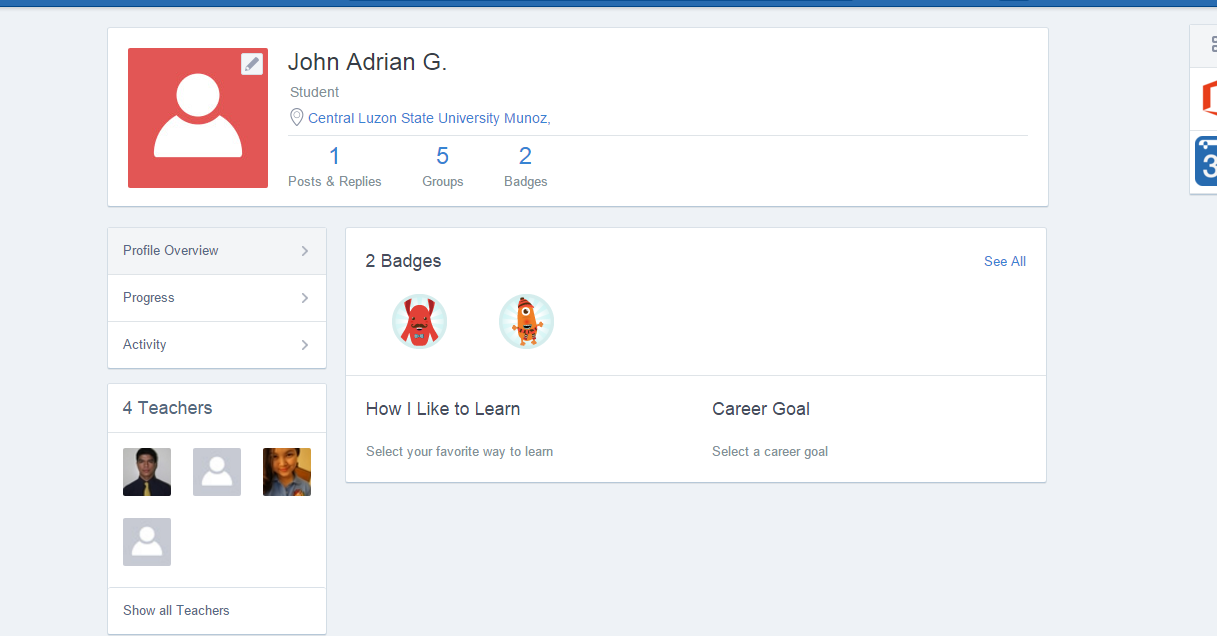 John Adrian G.
Student
Central Luzon State University Munoz,
1 5 2
Posts & Replies Groups Badges
Profile Overview
Progress
Activity
4 Teachers
Show all Teachers
2 Badges See All
How I Like to Learn Career Goal
Select your favorite way to learn Select a career goal
3